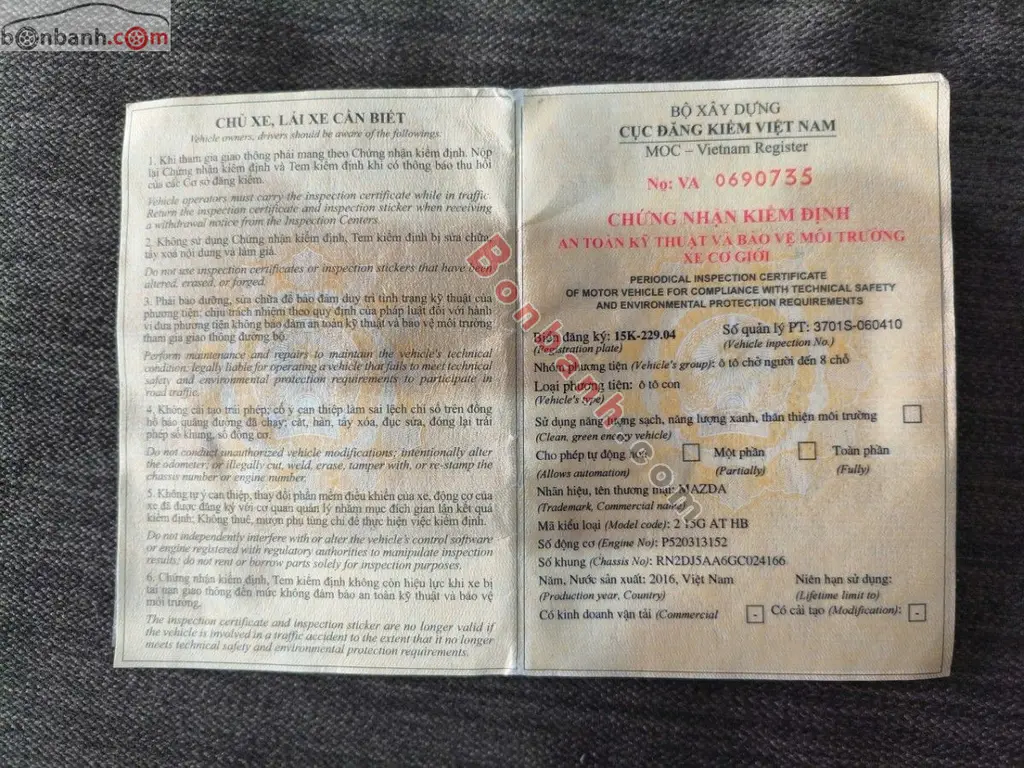 bonbanh.com
CHỦ XE, LÁI XE CẦN BIẾT
Vehicle owners, drivers should be aware of the followings.
1. Khi tham gia giao thông phải mang theo Chứng nhận kiểm định. Nộp
lại Chứng nhận kiểm định và Tem kiểm định khi có thông báo thu hồi
của các Cơ sở đăng kiểm.
Vehicle operators must carry the inspection certificate while in traffic
Return the inspection certificate and inspection sticker when receiving
a withdrawal notice from the Inspection Centers.
2. Không sử dụng Chứng nhận kiểm định, Tem kiểm định bị sửa chữa,
tẩy xoá nội dung và làm giả.
Do not use inspection certificates or inspection stickers that have been
altered, erased, or forged.
3. Phải bảo dưỡng, sửa chữa để bảo đảm duy trì tình trạng kỹ thuật của
phương tiện; chịu trách nhiệm theo quy định của pháp luật đối với hành
vi đưa phương tiện không bảo đảm an toàn kỹ thuật và bảo vệ môi trường
tham gia giao thông đường bộ.
Perform maintenance and repairs to maintain the vehicle's technical
condition; legally liable for operating a vehicle that fails to meet technical
safety and environmental protection requirements to participate in
road traffic.
4. Không cải tạo trái phép; cố ý can thiệp làm sai lệch chỉ số trên đồng
hồ báo quãng đường đã chạy; cắt, hàn, tẩy xóa, đục sửa, đóng lại trái
phép số khung, số động cơ.
Do not conduct unauthorized vehicle modifications; intentionally alter
the odometer; or illegally cut, weld, erase, tamper with, or re-stamp the
chassis number or engine number.
5. Không tự ý can thiệp, thay đổi phần mềm điều khiển của xe, động cơ của
xe đã được đăng ký với cơ quan quản lý nhằm mục đích gian lận kết quả
kiểm định; Không thuê, mượn phụ tùng chỉ để thực hiện việc kiểm định.
Do not independently interfere with or alter the vehicle's control software
or engine registered with regulatory authorities to manipulate inspection
results; do not rent or borrow parts solely for inspection purposes.
6. Chứng nhận kiểm định, Tem kiểm định không còn hiệu lực khi xe bị
tai nạn giao thông đến mức không đảm bảo an toàn kỹ thuật và bảo vệ
môi trường.
The inspection certificate and inspection sticker are no longer valid if
the vehicle is involved in a traffic accident to the extent that it no longer
meets technical safety and environmental protection requirements.
BỘ XÂY DỰNG
CỤC ĐĂNG KIỂM VIỆT NAM
MOC – Vietnam Register
No: VA 0690735
CHỨNG NHẬN KIỂM ĐỊNH
AN TOÀN KỸ THUẬT VÀ BẢO VỆ MÔI TRƯỜNG
XE CƠ GIỚI
PERIODICAL INSPECTION CERTIFICATE
OF MOTOR VEHICLE FOR COMPLIANCE WITH TECHNICAL SAFETY
AND ENVIRONMENTAL PROTECTION REQUIREMENTS
Biển đăng ký: 15K-229.04 Số quản lý PT: 3701S-060410
(Registration plate) (Vehicle inpection No.)
Nhóm phương tiện (Vehicle's group): ô tô chở người đến 8 chỗ
Loại phương tiện: ô tô con
(Vehicle's type)
Sử dụng năng lượng sạch, năng lượng xanh, thân thiện môi trường
(Clean, green energy vehicle)
Cho phép tự động hoá Một phần Toàn phần
(Allows automation) (Partially) (Fully)
Nhãn hiệu, tên thương mại: MAZDA
(Trademark, Commercial name)
Mã kiểu loại (Model code): 2 15G AT HB
Số động cơ (Engine No): P520313152
Số khung (Chassis No): RN2DJ5AA6GC024166
Năm, Nước sản xuất: 2016, Việt Nam Niên hạn sử dụng:
(Production year, Country) (Lifetime limit to)
Có kinh doanh vận tải (Commercial - Có cải tạo (Modification): -
Bonbanh.com